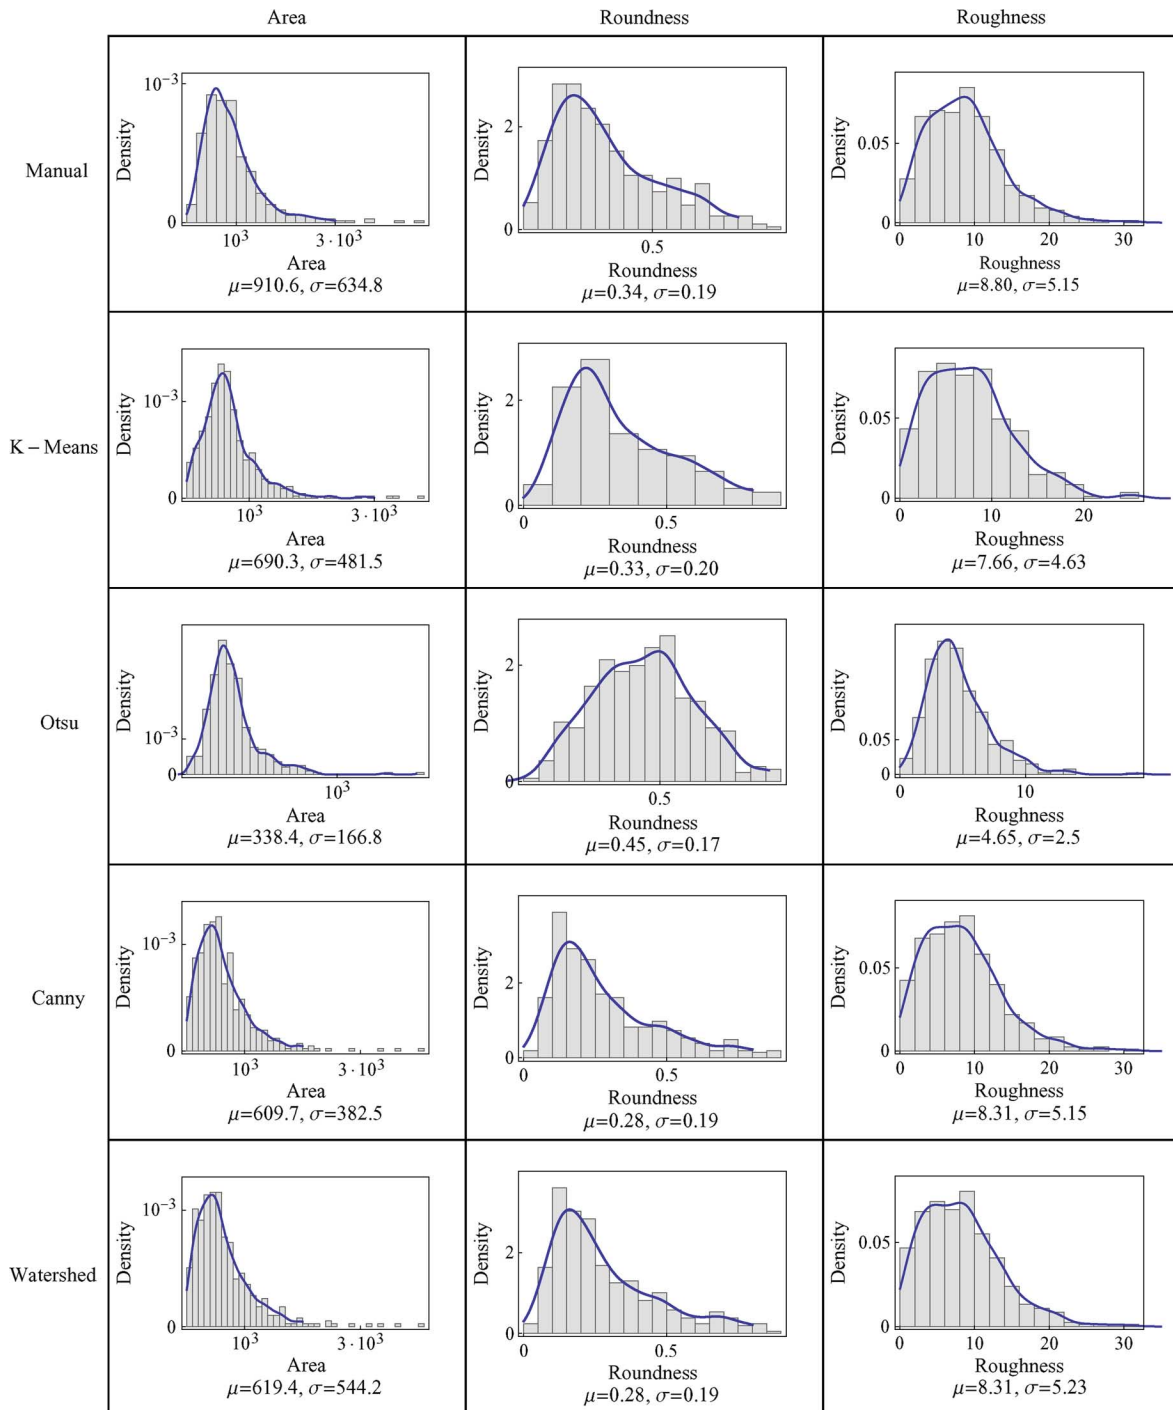 Area Roundness Roughness
Manual
Density
10⁻³
0
10³ 3·10³
Area
μ=910.6, σ=634.8
Density
2
0
0.5
Roundness
μ=0.34, σ=0.19
Density
0.05
0
0 10 20 30
Roughness
μ=8.80, σ=5.15
K – Means
Density
10⁻³
0
10³ 3·10³
Area
μ=690.3, σ=481.5
Density
2
0
0 0.5
Roundness
μ=0.33, σ=0.20
Density
0.05
0
0 10 20
Roughness
μ=7.66, σ=4.63
Otsu
Density
10⁻³
0
10³
Area
μ=338.4, σ=166.8
Density
2
0
0.5
Roundness
μ=0.45, σ=0.17
Density
0.05
0
0 10
Roughness
μ=4.65, σ=2.5
Canny
Density
10⁻³
0
10³ 3·10³
Area
μ=609.7, σ=382.5
Density
2
0
0 0.5
Roundness
μ=0.28, σ=0.19
Density
0.05
0
0 10 20 30
Roughness
μ=8.31, σ=5.15
Watershed
Density
10⁻³
0
10³ 3·10³
Area
μ=619.4, σ=544.2
Density
2
0
0 0.5
Roundness
μ=0.28, σ=0.19
Density
0.05
0
0 10 20 30
Roughness
μ=8.31, σ=5.23